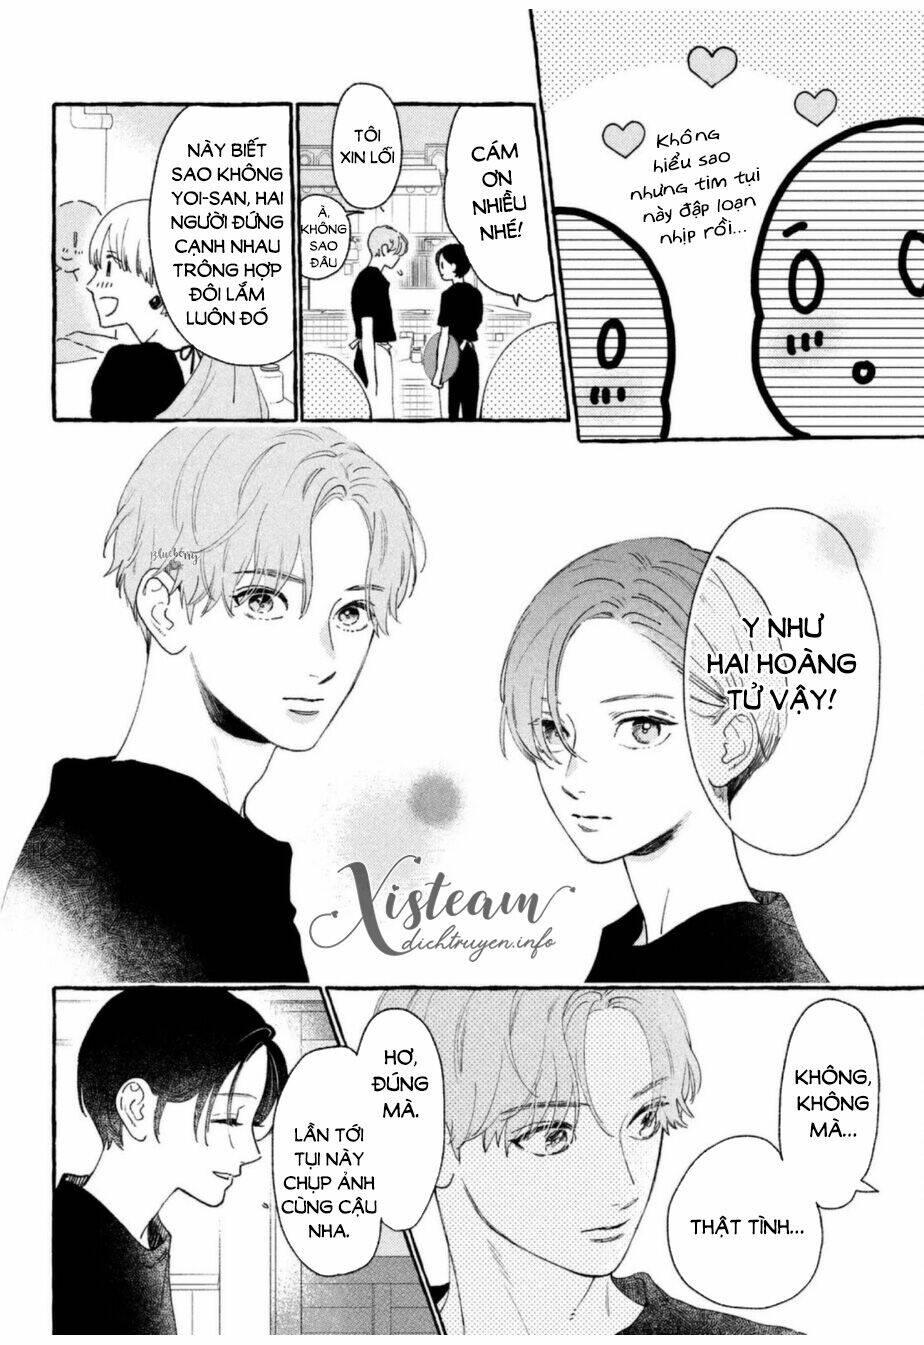 Không
hiểu sao
nhưng tim tụi
này đập loạn
nhịp rồi...
CÁM
ƠN
NHIỀU
NHÉ!
TÔI
XIN LỐI
À,
KHÔNG
SAO
ĐÂU
NÀY BIẾT
SAO KHÔNG
YOI-SAN, HAI
NGƯỜI ĐỨNG
CẠNH NHAU
TRÔNG HỢP
ĐÔI LẮM
LUÔN ĐÓ
Y NHƯ
HAI HOÀNG
TỬ VẬY!
Blueberry
Xisteam
dichtruyen.info
KHÔNG,
KHÔNG
MÀ...
THẬT TÌNH...
HƠ,
ĐÚNG
MÀ.
LẦN TỚI
TỤI NÀY
CHỤP ẢNH
CÙNG CẬU
NHA.